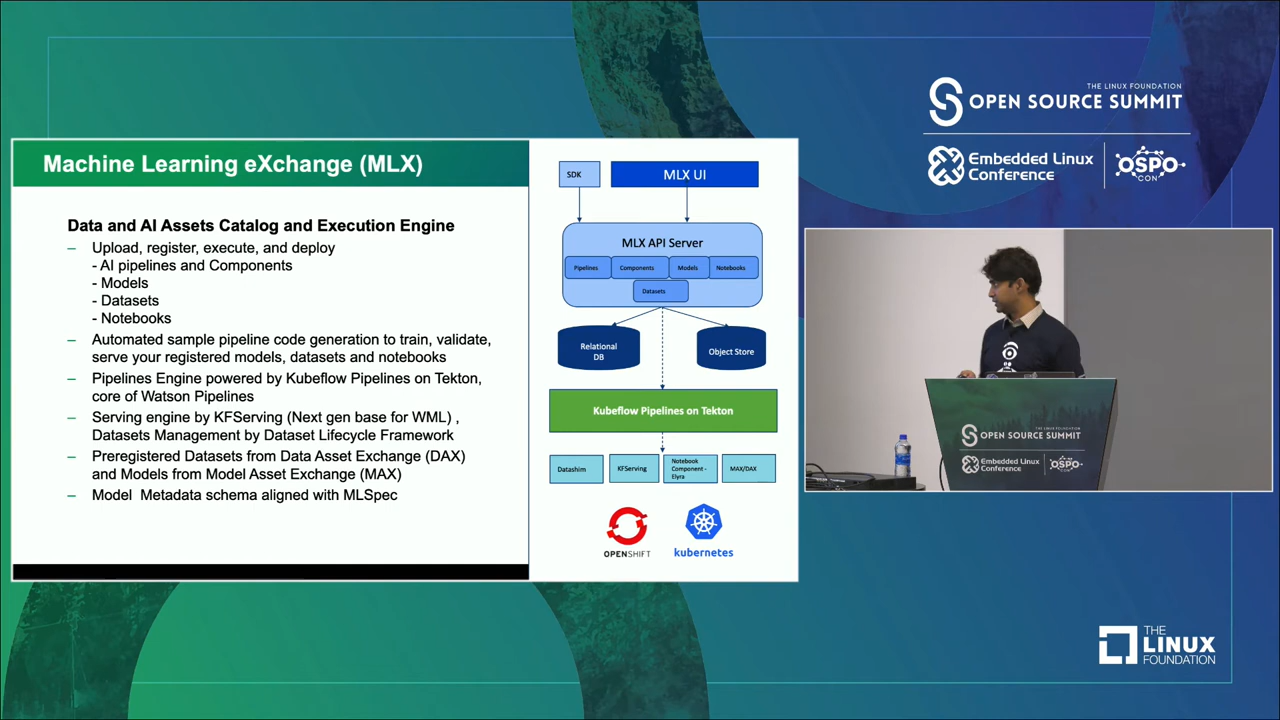 THE LINUX FOUNDATION
OPEN SOURCE SUMMIT
Embedded Linux
Conference
OSPO
CON
Machine Learning eXchange (MLX)
Data and AI Assets Catalog and Execution Engine
– Upload, register, execute, and deploy
- AI pipelines and Components
- Models
- Datasets
- Notebooks
– Automated sample pipeline code generation to train, validate,
serve your registered models, datasets and notebooks
– Pipelines Engine powered by Kubeflow Pipelines on Tekton,
core of Watson Pipelines
– Serving engine by KFServing (Next gen base for WML) ,
Datasets Management by Dataset Lifecycle Framework
– Preregistered Datasets from Data Asset Exchange (DAX)
and Models from Model Asset Exchange (MAX)
– Model Metadata schema aligned with MLSpec
SDK
MLX UI
MLX API Server
Pipelines
Components
Models
Notebooks
Datasets
Relational
DB
Object Store
Kubeflow Pipelines on Tekton
Datashim
KFServing
Notebook
Component -
Elyra
MAX/DAX
OPENSHIFT
kubernetes
OPEN SOURCE SUMMIT
Embedded Linux
Conference
OSPO
CON
THE
LINUX
FOUNDATION